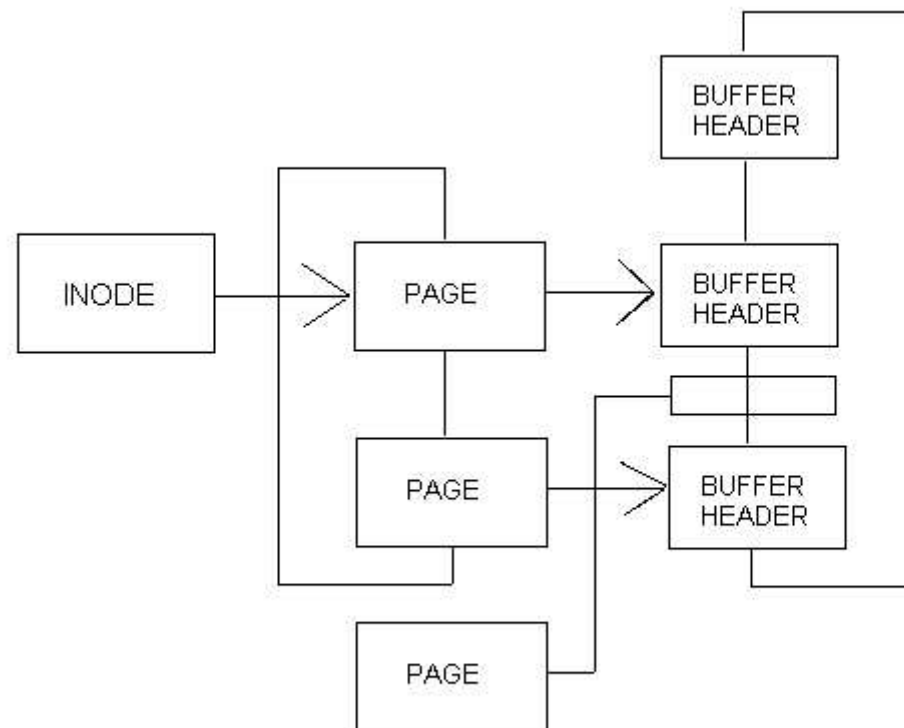 BUFFER
HEADER
INODE
PAGE
BUFFER
HEADER
PAGE
BUFFER
HEADER
PAGE